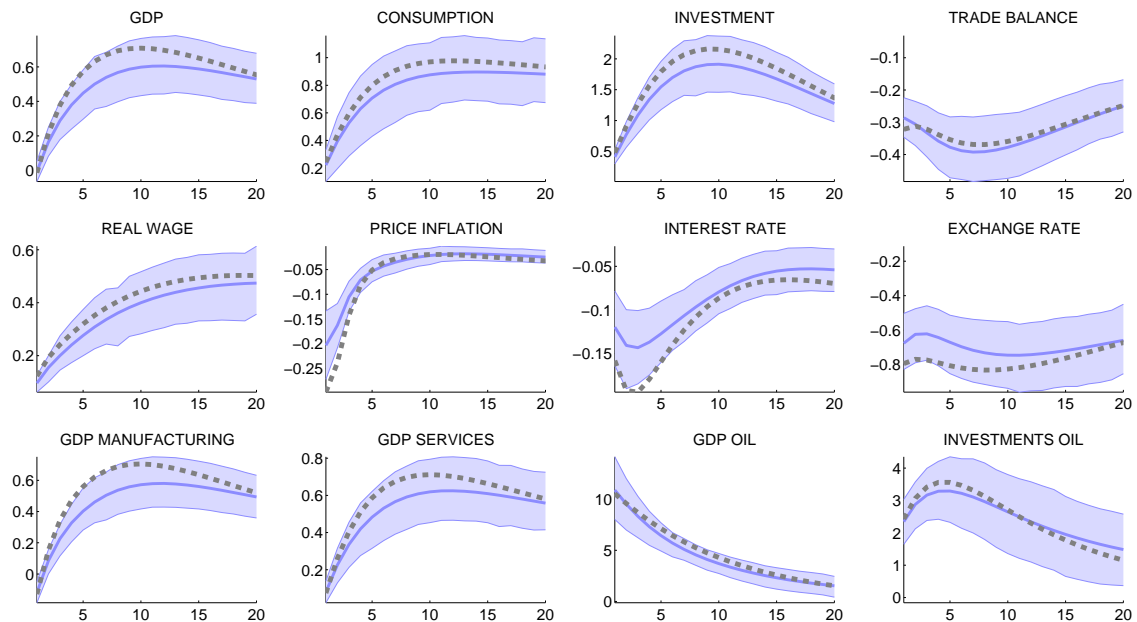 GDP
CONSUMPTION
INVESTMENT
TRADE BALANCE
0.6
0.4
0.2
0
5 10 15 20
1
0.8
0.6
0.4
0.2
5 10 15 20
2
1.5
1
0.5
5 10 15 20
−0.1
−0.2
−0.3
−0.4
5 10 15 20
REAL WAGE
PRICE INFLATION
INTEREST RATE
EXCHANGE RATE
0.6
0.4
0.2
5 10 15 20
−0.05
−0.1
−0.15
−0.2
−0.25
5 10 15 20
−0.05
−0.1
−0.15
5 10 15 20
−0.2
−0.4
−0.6
−0.8
5 10 15 20
GDP MANUFACTURING
GDP SERVICES
GDP OIL
INVESTMENTS OIL
0.6
0.4
0.2
0
5 10 15 20
0.8
0.6
0.4
0.2
5 10 15 20
10
5
0
5 10 15 20
4
3
2
1
0
5 10 15 20